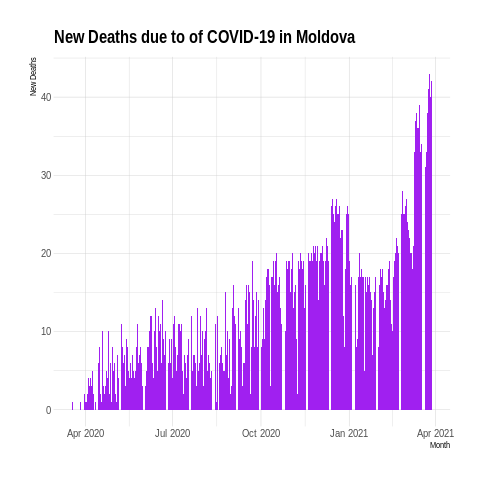 New Deaths due to of COVID-19 in Moldova
New Deaths
40
30
20
10
0
Apr 2020 Jul 2020 Oct 2020 Jan 2021 Apr 2021
Month